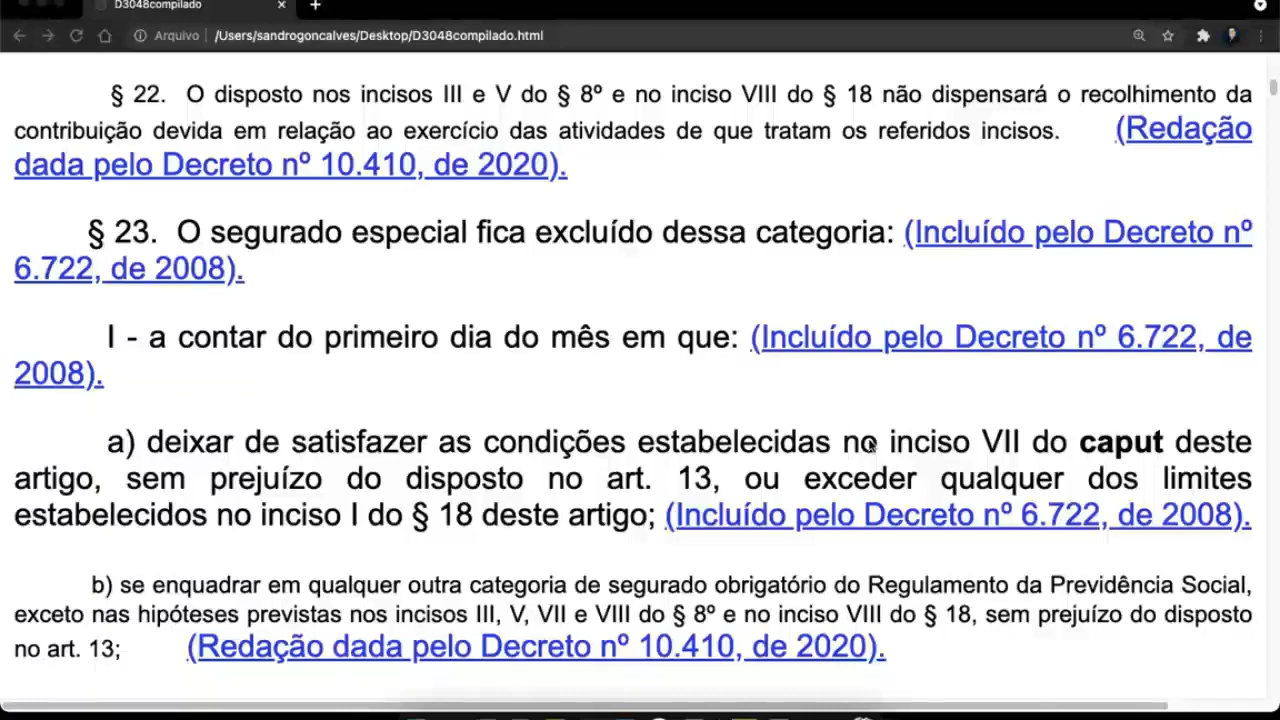 D3048compilado
Arquivo /Users/sandrogoncalves/Desktop/D3048compilado.html
§ 22. O disposto nos incisos III e V do § 8º e no inciso VIII do § 18 não dispensará o recolhimento da
contribuição devida em relação ao exercício das atividades de que tratam os referidos incisos. (Redação
dada pelo Decreto nº 10.410, de 2020).
§ 23. O segurado especial fica excluído dessa categoria: (Incluído pelo Decreto nº
6.722, de 2008).
I - a contar do primeiro dia do mês em que: (Incluído pelo Decreto nº 6.722, de
2008).
a) deixar de satisfazer as condições estabelecidas no inciso VII do caput deste
artigo, sem prejuízo do disposto no art. 13, ou exceder qualquer dos limites
estabelecidos no inciso I do § 18 deste artigo; (Incluído pelo Decreto nº 6.722, de 2008).
b) se enquadrar em qualquer outra categoria de segurado obrigatório do Regulamento da Previdência Social,
exceto nas hipóteses previstas nos incisos III, V, VII e VIII do § 8º e no inciso VIII do § 18, sem prejuízo do disposto
no art. 13; (Redação dada pelo Decreto nº 10.410, de 2020).